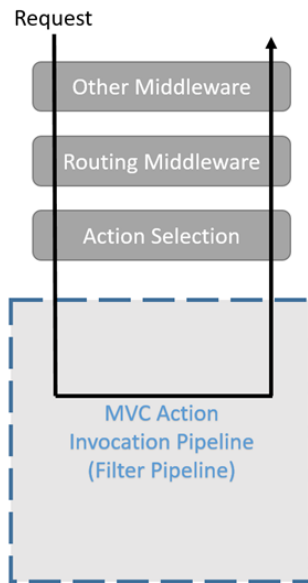 Request
Other Middleware
Routing Middleware
Action Selection
MVC Action
Invocation Pipeline
(Filter Pipeline)